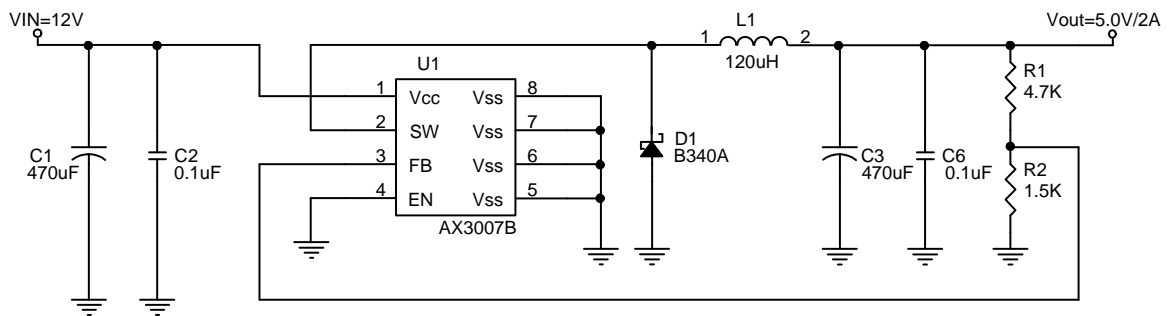 VIN=12V
Vout=5.0V/2A
L1
1
2
120uH
U1
1
Vcc
Vss
8
2
SW
Vss
7
3
FB
Vss
6
4
EN
Vss
5
AX3007B
C1
470uF
C2
0.1uF
D1
B340A
C3
470uF
C6
0.1uF
R1
4.7K
R2
1.5K